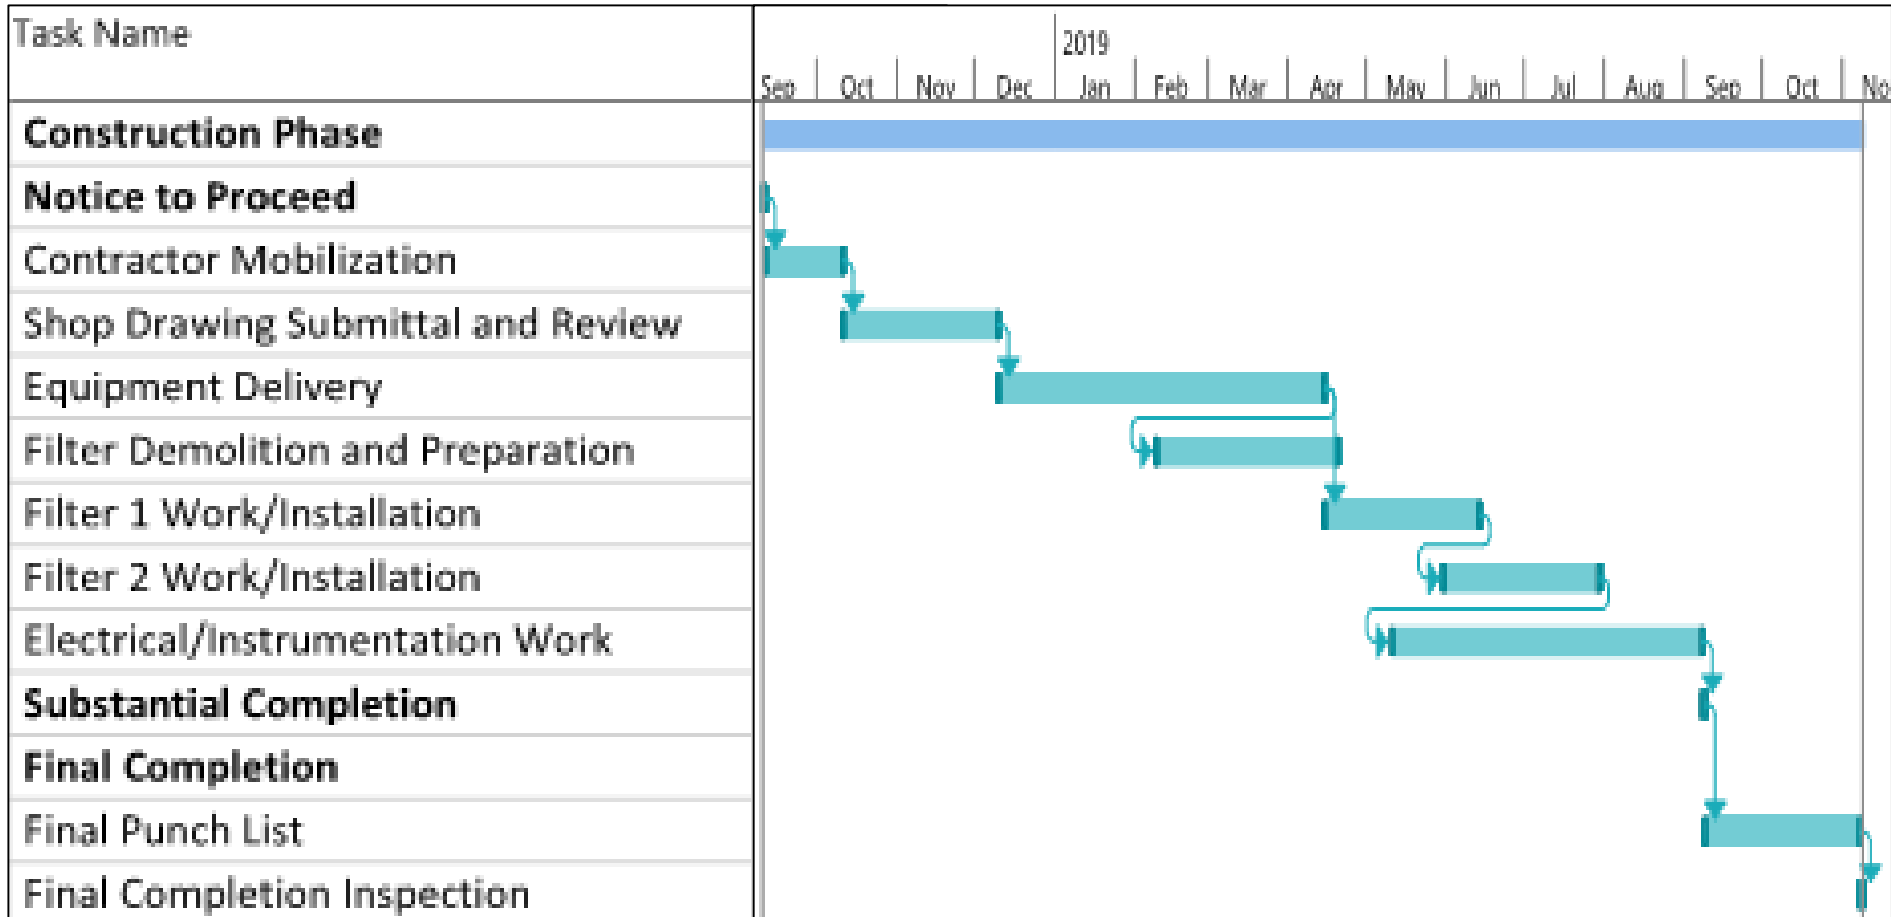 Task Name
2019
Sep Oct Nov Dec Jan Feb Mar Apr May Jun Jul Aug Sep Oct No
Construction Phase
Notice to Proceed
Contractor Mobilization
Shop Drawing Submittal and Review
Equipment Delivery
Filter Demolition and Preparation
Filter 1 Work/Installation
Filter 2 Work/Installation
Electrical/Instrumentation Work
Substantial Completion
Final Completion
Final Punch List
Final Completion Inspection